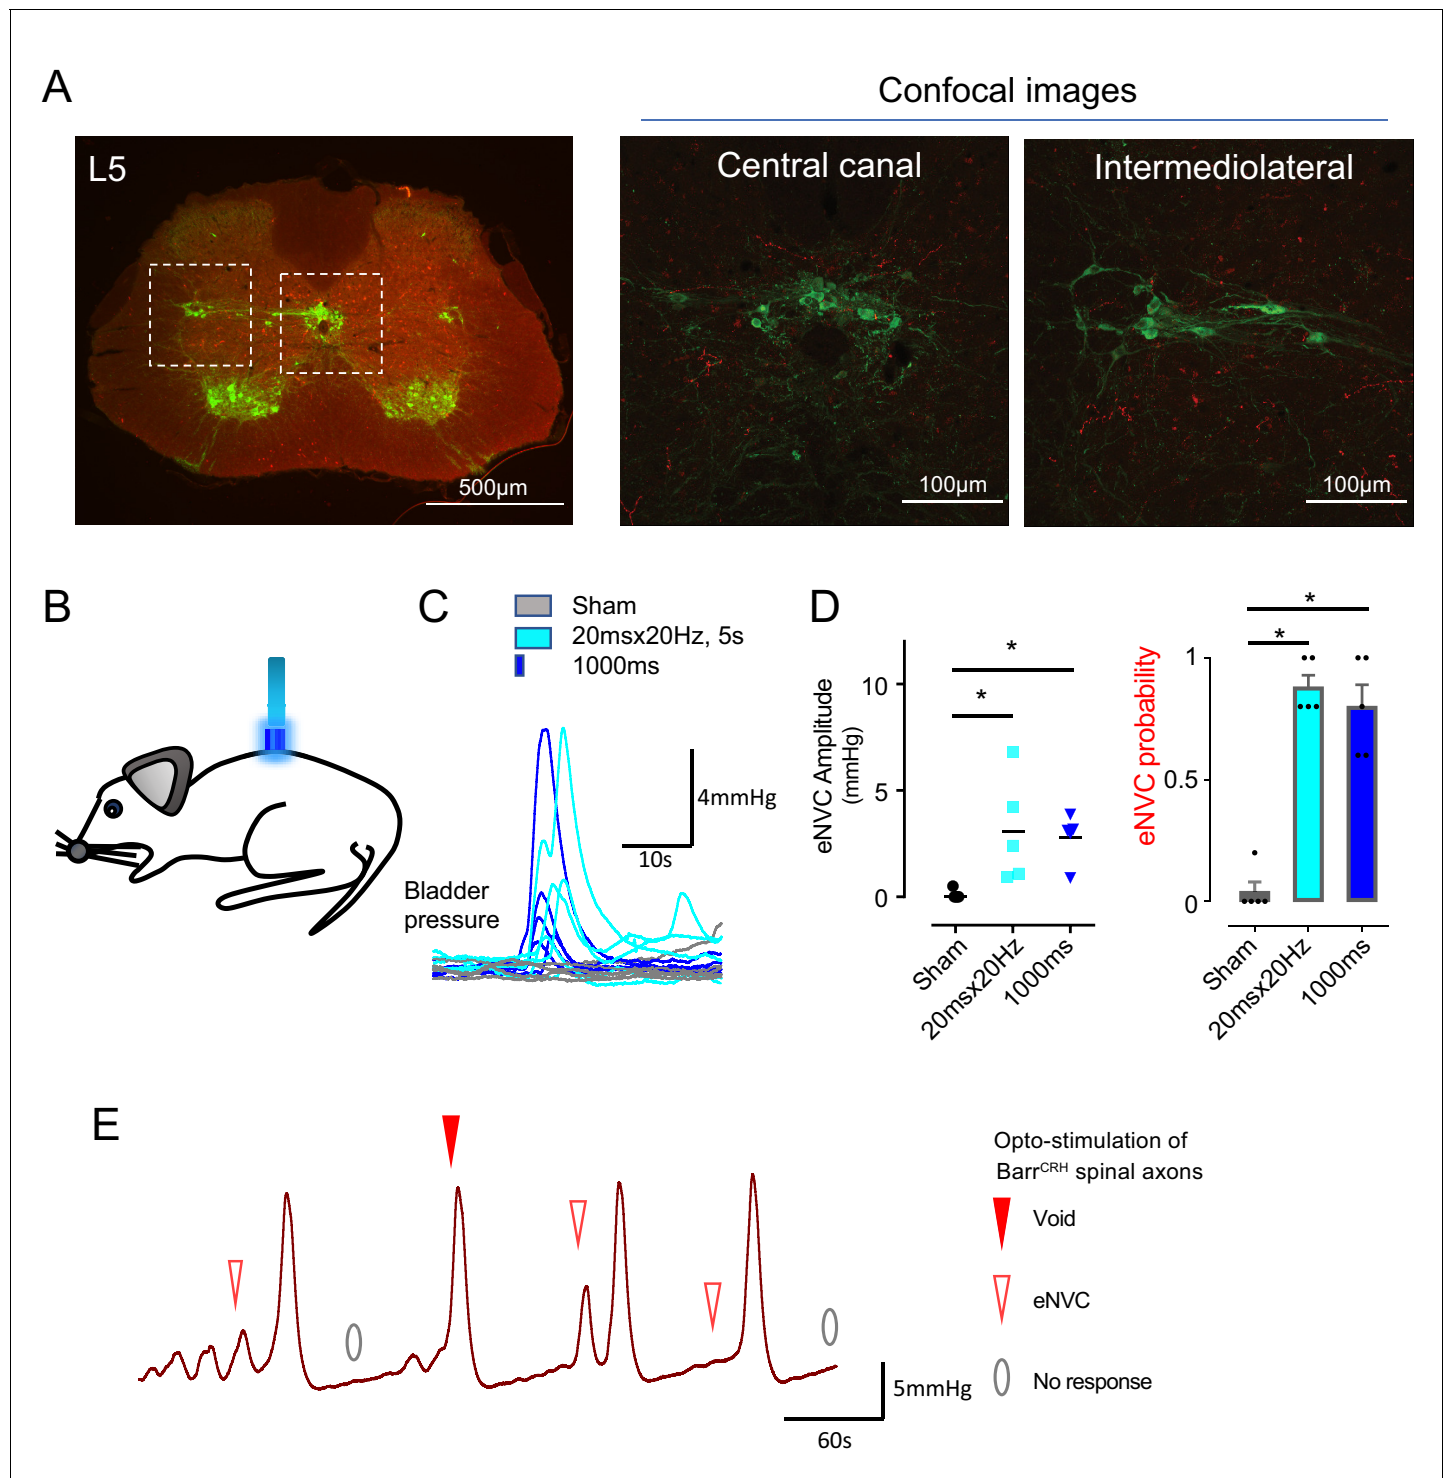 A
Confocal images
L5
500µm
Central canal
100µm
Intermediolateral
100µm
B
C
Sham
20msx20Hz, 5s
1000ms
4mmHg
10s
Bladder
pressure
D
eNVC Amplitude
(mmHg)
10
5
0
*
*
Sham
20msx20Hz
1000ms
eNVC probability
1
0.5
0
*
*
Sham
20msx20Hz
1000ms
E
5mmHg
60s
Opto-stimulation of
Barrᶜᴿᴴ spinal axons
Void
eNVC
No response